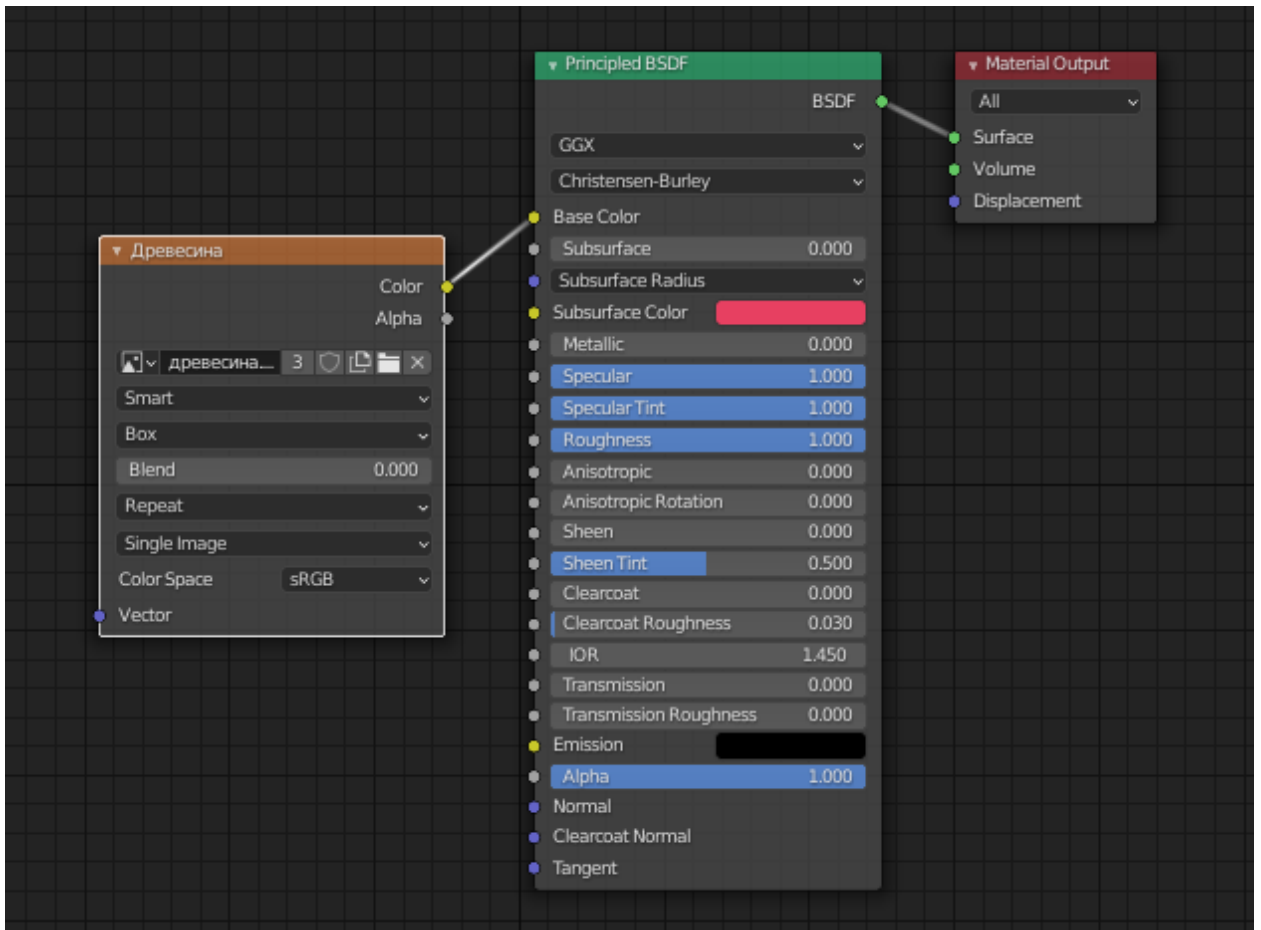 Древесина
Color
Alpha
древесина... 3
Smart
Box
Blend 0.000
Repeat
Single Image
Color Space sRGB
Vector
Principled BSDF
BSDF
GGX
Christensen-Burley
Base Color
Subsurface 0.000
Subsurface Radius
Subsurface Color
Metallic 0.000
Specular 1.000
Specular Tint 1.000
Roughness 1.000
Anisotropic 0.000
Anisotropic Rotation 0.000
Sheen 0.000
Sheen Tint 0.500
Clearcoat 0.000
Clearcoat Roughness 0.030
IOR 1.450
Transmission 0.000
Transmission Roughness 0.000
Emission
Alpha 1.000
Normal
Clearcoat Normal
Tangent
Material Output
All
Surface
Volume
Displacement